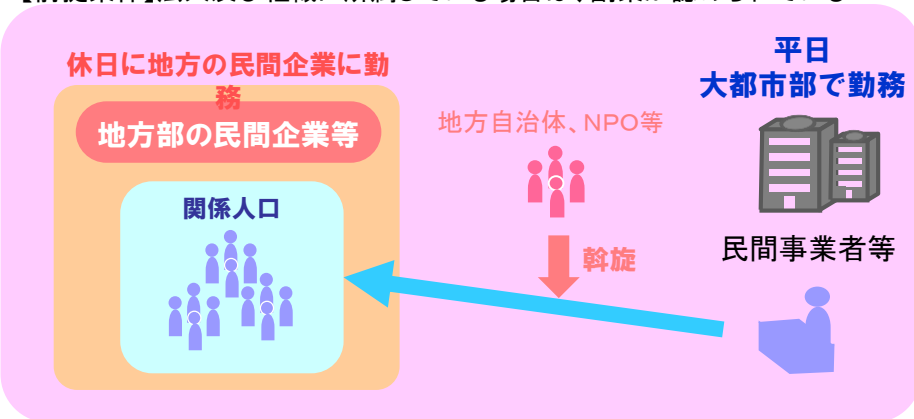 休日に地方の民間企業に勤
務
地方部の民間企業等
関係人口
地方自治体、NPO等
斡旋
平日
大都市部で勤務
民間事業者等